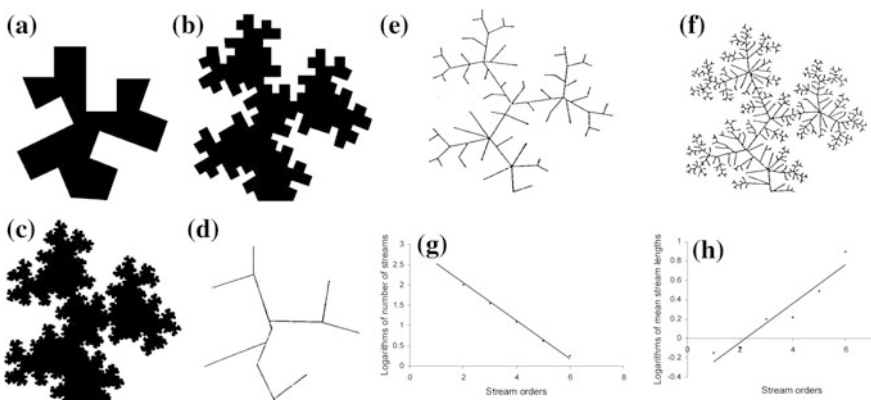 (a)
(b)
(e)
(f)
(c)
(d)
(g)
Logarithms of number of streams
3
2.5
2
1.5
1
0.5
0
0 2 4 6 8
Stream orders
(h)
Logarithms of mean stream lengths
1
0.8
0.6
0.4
0.2
0
-0.2
-0.4
0 2 4 6
Stream orders